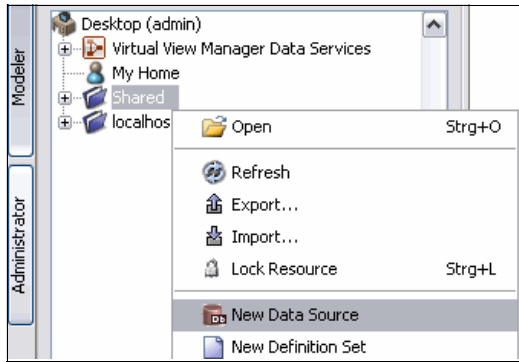 Desktop (admin)
Virtual View Manager Data Services
My Home
Shared
localhos
Modeler
Administrator
Open Strg+O
Refresh
Export...
Import...
Lock Resource Strg+L
New Data Source
New Definition Set